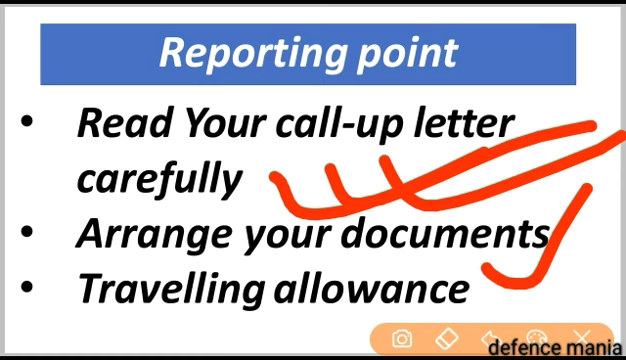 Reporting point
• Read Your call-up letter
carefully
• Arrange your documents
• Travelling allowance
defence mania